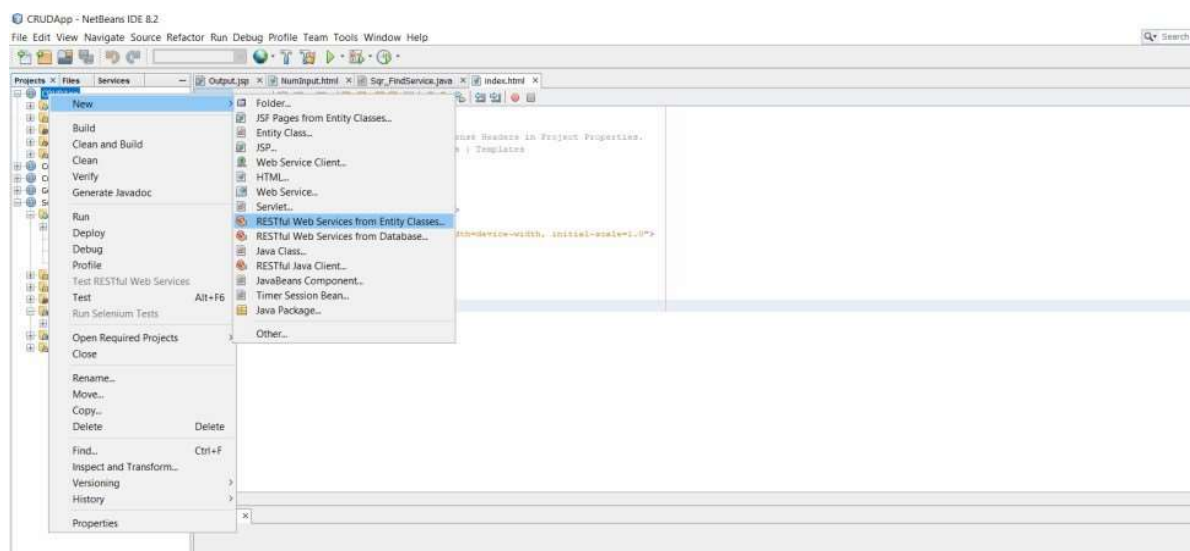 CRUDApp - NetBeans IDE 8.2
File Edit View Navigate Source Refactor Run Debug Profile Team Tools Window Help
Search
Projects × Files Services
Output.jsp × NumInput.html × Sqr_FindService.java × index.html ×
New
Build
Clean and Build
Clean
Verify
Generate Javadoc
Run
Deploy
Debug
Profile
Test RESTful Web Services
Test Alt+F6
Run Selenium Tests
Open Required Projects
Close
Rename...
Move...
Copy...
Delete Delete
Find... Ctrl+F
Inspect and Transform...
Versioning
History
Properties
Folder...
JSF Pages from Entity Classes...
Entity Class...
JSP...
Web Service Client...
HTML...
Web Service...
Servlet...
RESTful Web Services from Entity Classes...
RESTful Web Services from Database...
Java Class...
RESTful Java Client...
JavaBeans Component...
Timer Session Bean...
Java Package...
Other...
Headers in Project Properties.
| Templates
device-width, initial-scale=1.0">